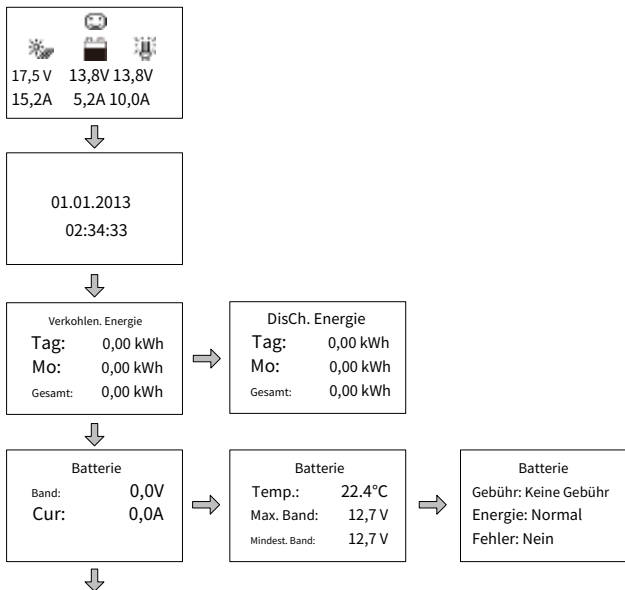 17,5 V 13,8V 13,8V
15,2A 5,2A 10,0A
01.01.2013
02:34:33
Verkohlen. Energie
Tag: 0,00 kWh
Mo: 0,00 kWh
Gesamt: 0,00 kWh
DisCh. Energie
Tag: 0,00 kWh
Mo: 0,00 kWh
Gesamt: 0,00 kWh
Batterie
Band: 0,0V
Cur: 0,0A
Batterie
Temp.: 22.4°C
Max. Band: 12,7 V
Mindest. Band: 12,7 V
Batterie
Gebühr: Keine Gebühr
Energie: Normal
Fehler: Nein